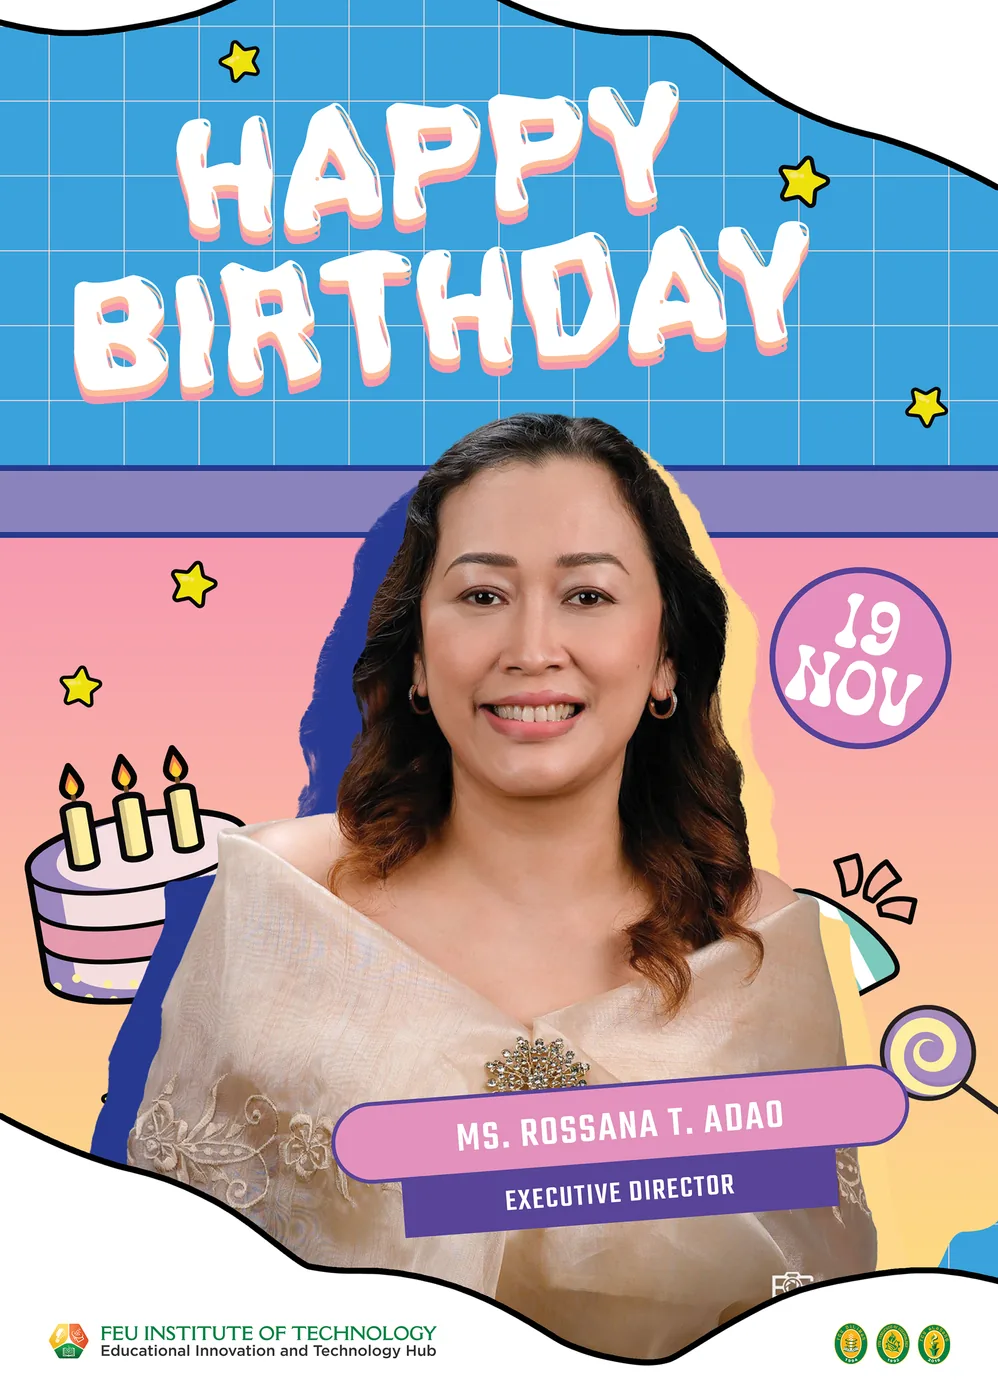 HAPPY
BIRTHDAY
19
NOV
MS. ROSSANA T. ADAO
EXECUTIVE DIRECTOR
FEU INSTITUTE OF TECHNOLOGY
Educational Innovation and Technology Hub